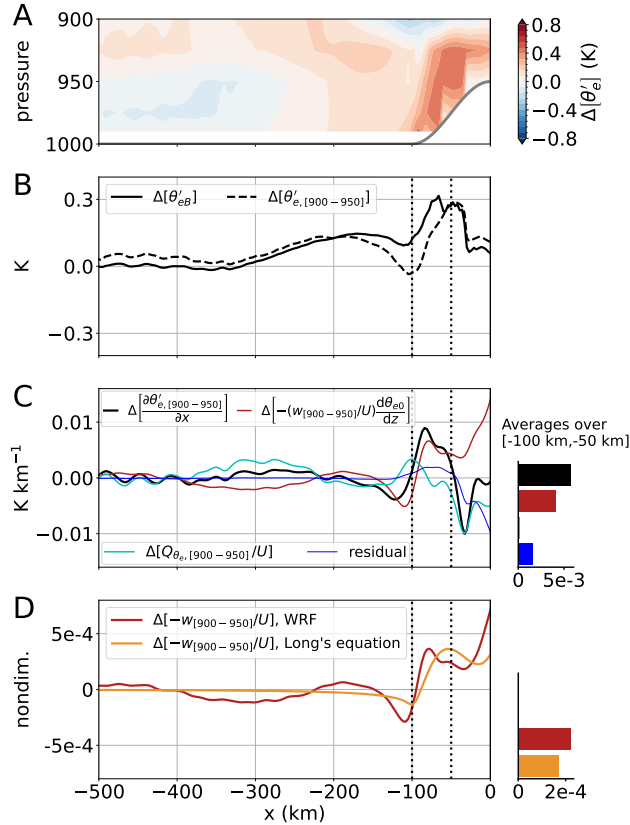 A
900
950
1000
pressure
0.8
0.4
0.0
−0.4
−0.8
Δ[θ′e] (K)
B
Δ[θ′eB]
Δ[θ′e,[900−950]]
0.3
0.0
−0.3
K
C
Δ[∂θ′e,[900−950]/∂x]
Δ[−(w[900−950]/U)dθe0/dz]
0.01
0.00
−0.01
K km−1
Δ[Qθe,[900−950]/U]
residual
Averages over
[-100 km,-50 km]
0
5e-3
D
Δ[−w[900−950]/U], WRF
Δ[−w[900−950]/U], Long's equation
5e-4
0
-5e-4
nondim.
−500
−400
−300
−200
−100
0
x (km)
0
2e-4